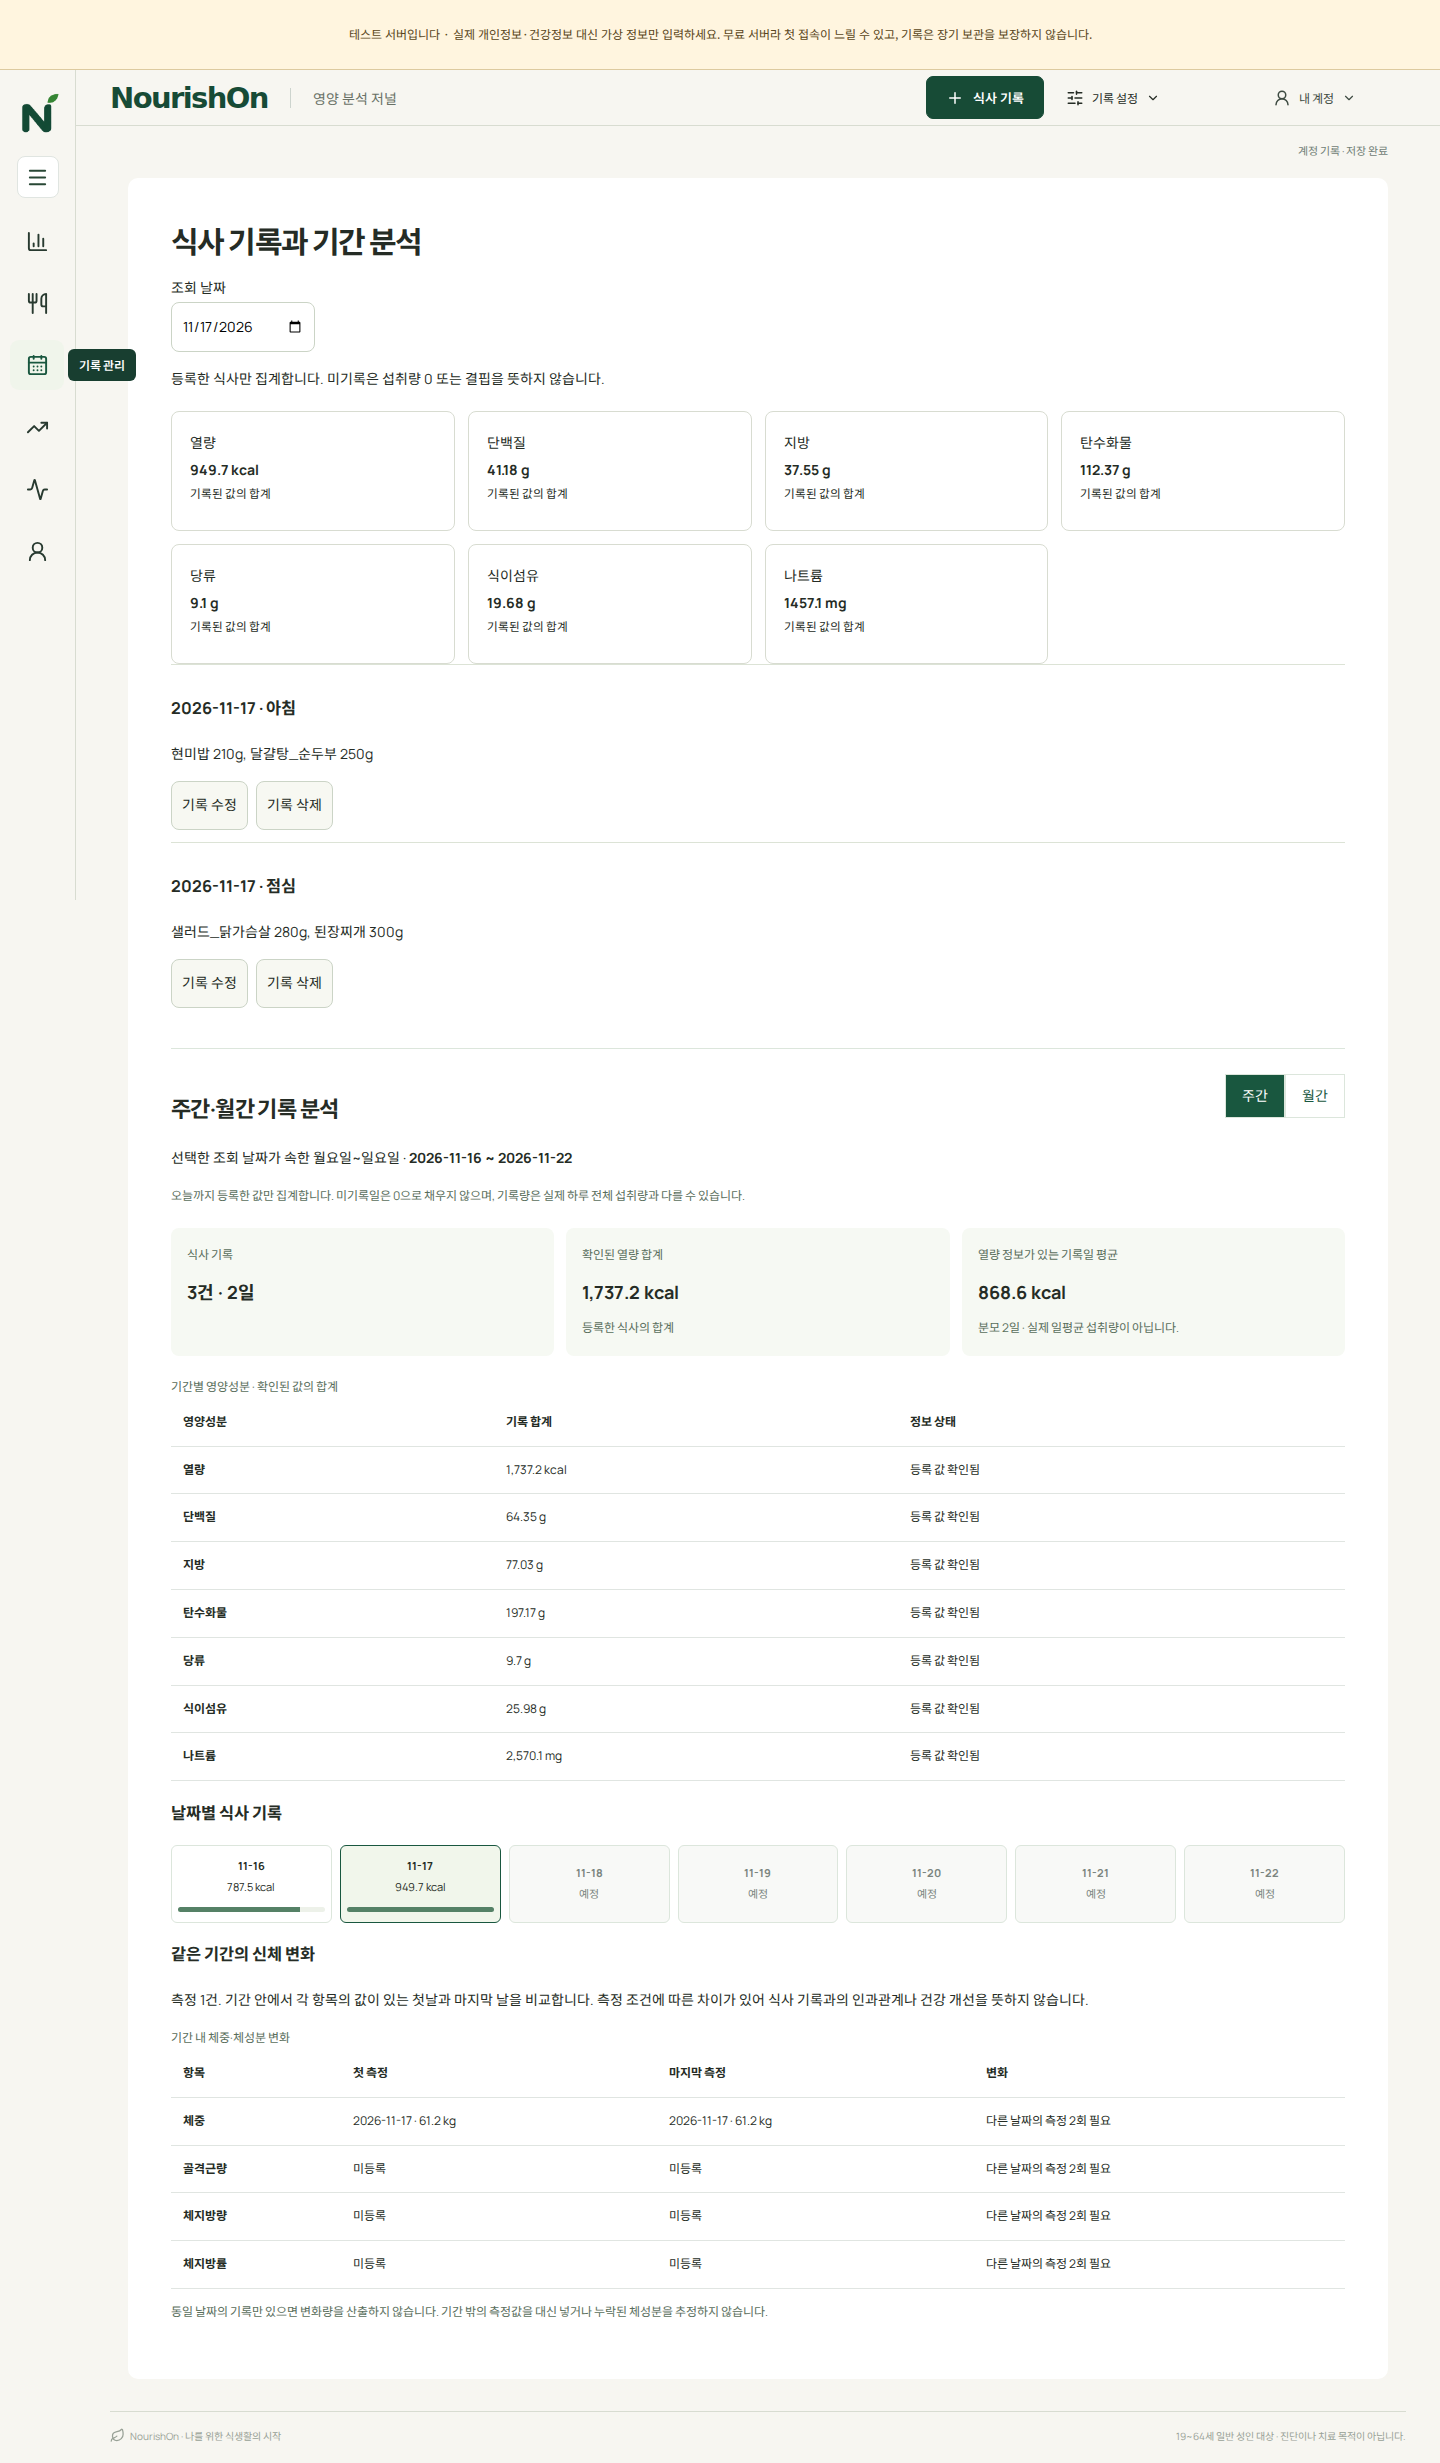 테스트 서버입니다 · 실제 개인정보·건강정보 대신 가상 정보만 입력하세요. 무료 서버라 첫 접속이 느릴 수 있고, 기록은 장기 보관을 보장하지 않습니다.
NourishOn
영양 분석 저널
식사 기록
기록 설정
내 계정
계정 기록 · 저장 완료
기록 관리
식사 기록과 기간 분석
조회 날짜
11/17/2026
등록한 식사만 집계합니다. 미기록은 섭취량 0 또는 결핍을 뜻하지 않습니다.
열량
949.7 kcal
기록된 값의 합계
단백질
41.18 g
기록된 값의 합계
지방
37.55 g
기록된 값의 합계
탄수화물
112.37 g
기록된 값의 합계
당류
9.1 g
기록된 값의 합계
식이섬유
19.68 g
기록된 값의 합계
나트륨
1457.1 mg
기록된 값의 합계
2026-11-17 · 아침
현미밥 210g, 달걀탕_순두부 250g
기록 수정 기록 삭제
2026-11-17 · 점심
샐러드_닭가슴살 280g, 된장찌개 300g
기록 수정 기록 삭제
주간·월간 기록 분석
주간 월간
선택한 조회 날짜가 속한 월요일~일요일 · 2026-11-16 ~ 2026-11-22
오늘까지 등록한 값만 집계합니다. 미기록일은 0으로 채우지 않으며, 기록량은 실제 하루 전체 섭취량과 다를 수 있습니다.
식사 기록
3건 · 2일
확인된 열량 합계
1,737.2 kcal
등록한 식사의 합계
열량 정보가 있는 기록일 평균
868.6 kcal
분모 2일 · 실제 일평균 섭취량이 아닙니다.
기간별 영양성분 · 확인된 값의 합계
영양성분 기록 합계 정보 상태
열량 1,737.2 kcal 등록 값 확인됨
단백질 64.35 g 등록 값 확인됨
지방 77.03 g 등록 값 확인됨
탄수화물 197.17 g 등록 값 확인됨
당류 9.7 g 등록 값 확인됨
식이섬유 25.98 g 등록 값 확인됨
나트륨 2,570.1 mg 등록 값 확인됨
날짜별 식사 기록
11-16
787.5 kcal
11-17
949.7 kcal
11-18
예정
11-19
예정
11-20
예정
11-21
예정
11-22
예정
같은 기간의 신체 변화
측정 1건. 기간 안에서 각 항목의 값이 있는 첫날과 마지막 날을 비교합니다. 측정 조건에 따른 차이가 있어 식사 기록과의 인과관계나 건강 개선을 뜻하지 않습니다.
기간 내 체중·체성분 변화
항목 첫 측정 마지막 측정 변화
체중 2026-11-17 · 61.2 kg 2026-11-17 · 61.2 kg 다른 날짜의 측정 2회 필요
골격근량 미등록 미등록 다른 날짜의 측정 2회 필요
체지방량 미등록 미등록 다른 날짜의 측정 2회 필요
체지방률 미등록 미등록 다른 날짜의 측정 2회 필요
동일 날짜의 기록만 있으면 변화량을 산출하지 않습니다. 기간 밖의 측정값을 대신 넣거나 누락된 체성분을 추정하지 않습니다.
NourishOn · 나를 위한 식생활의 시작
19~64세 일반 성인 대상 · 진단이나 치료 목적이 아닙니다.